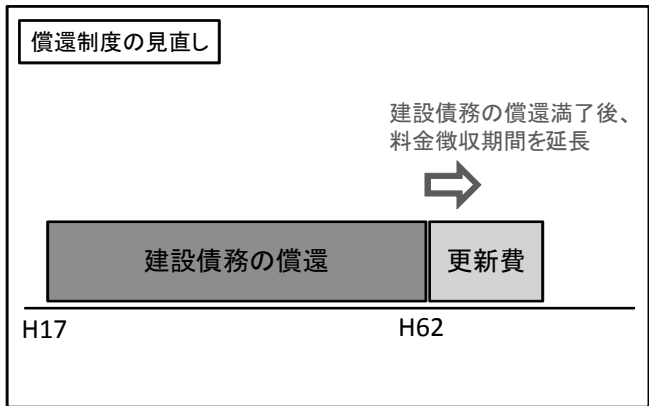 償還制度の見直し
建設債務の償還満了後、
料金徴収期間を延長
建設債務の償還
更新費
H17
H62